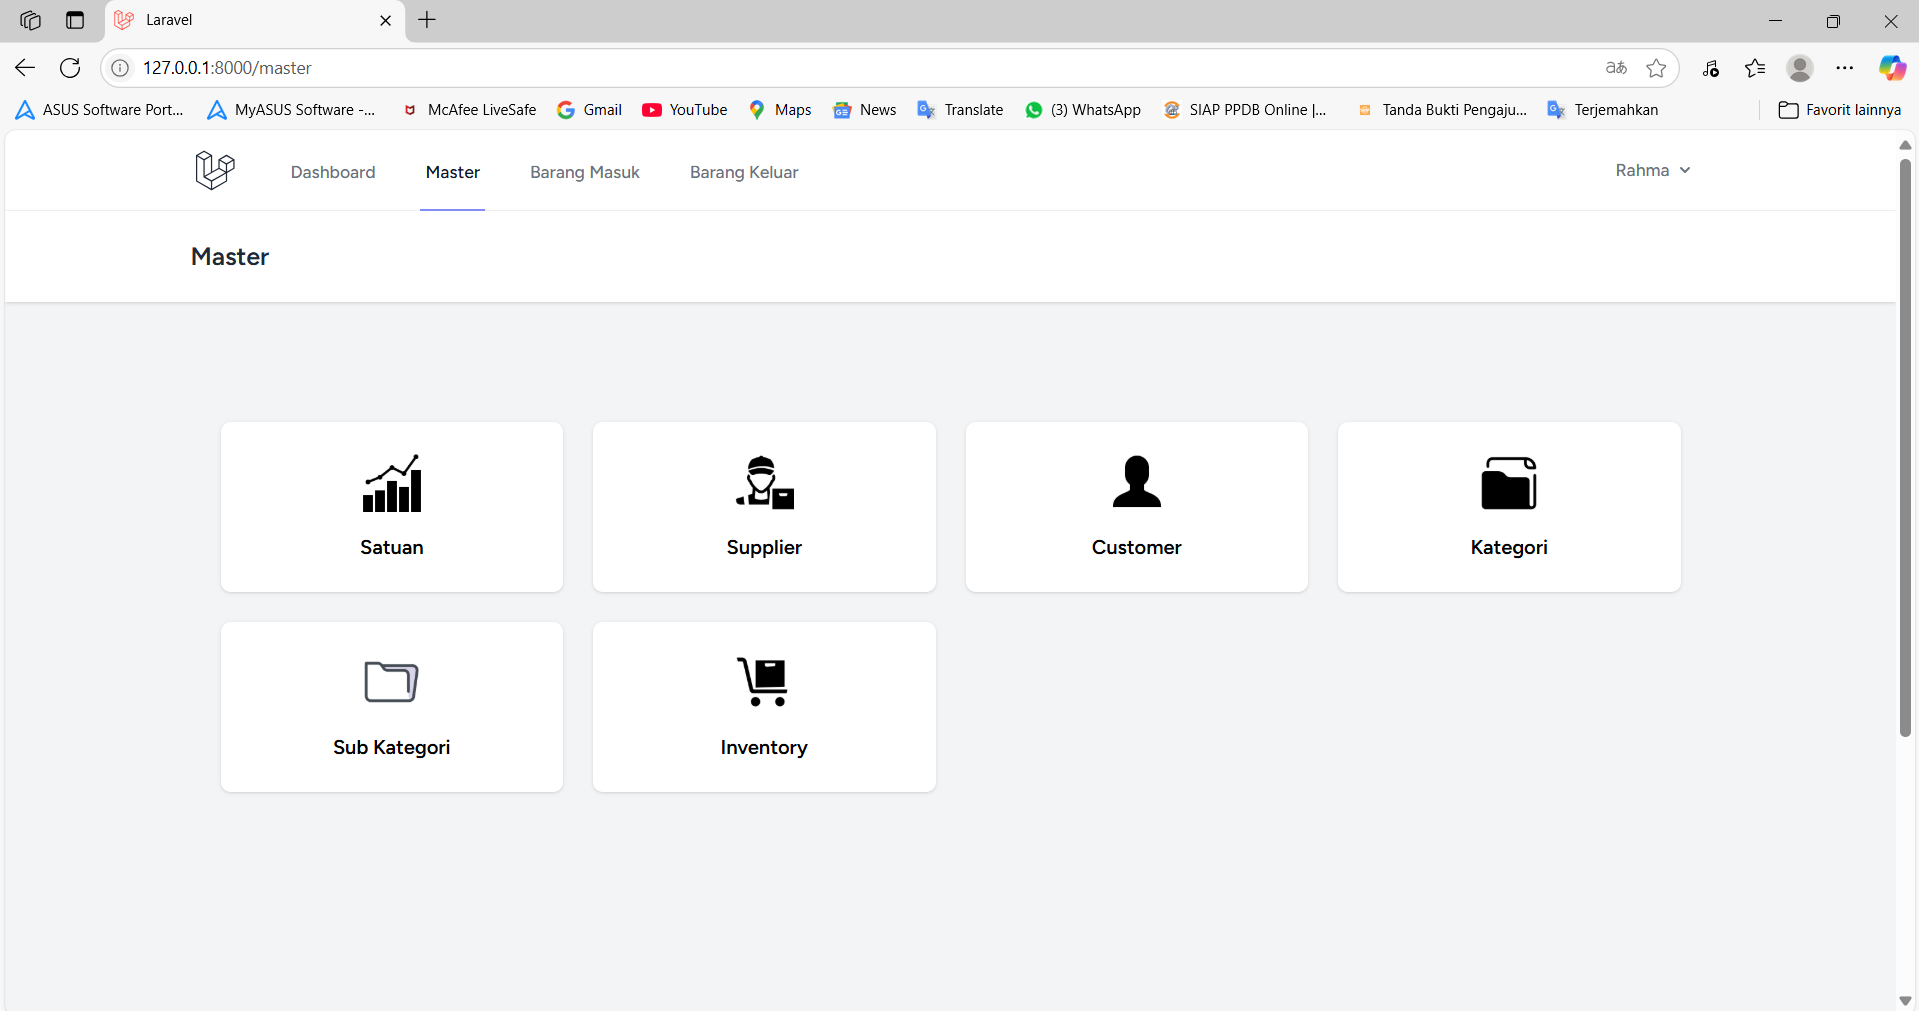 Laravel
127.0.0.1:8000/master
ASUS Software Port... MyASUS Software -... McAfee LiveSafe Gmail YouTube Maps News Translate (3) WhatsApp SIAP PPDB Online |... Tanda Bukti Pengaju... Terjemahkan Favorit lainnya
Dashboard Master Barang Masuk Barang Keluar Rahma
Master
Satuan Supplier Customer Kategori
Sub Kategori Inventory